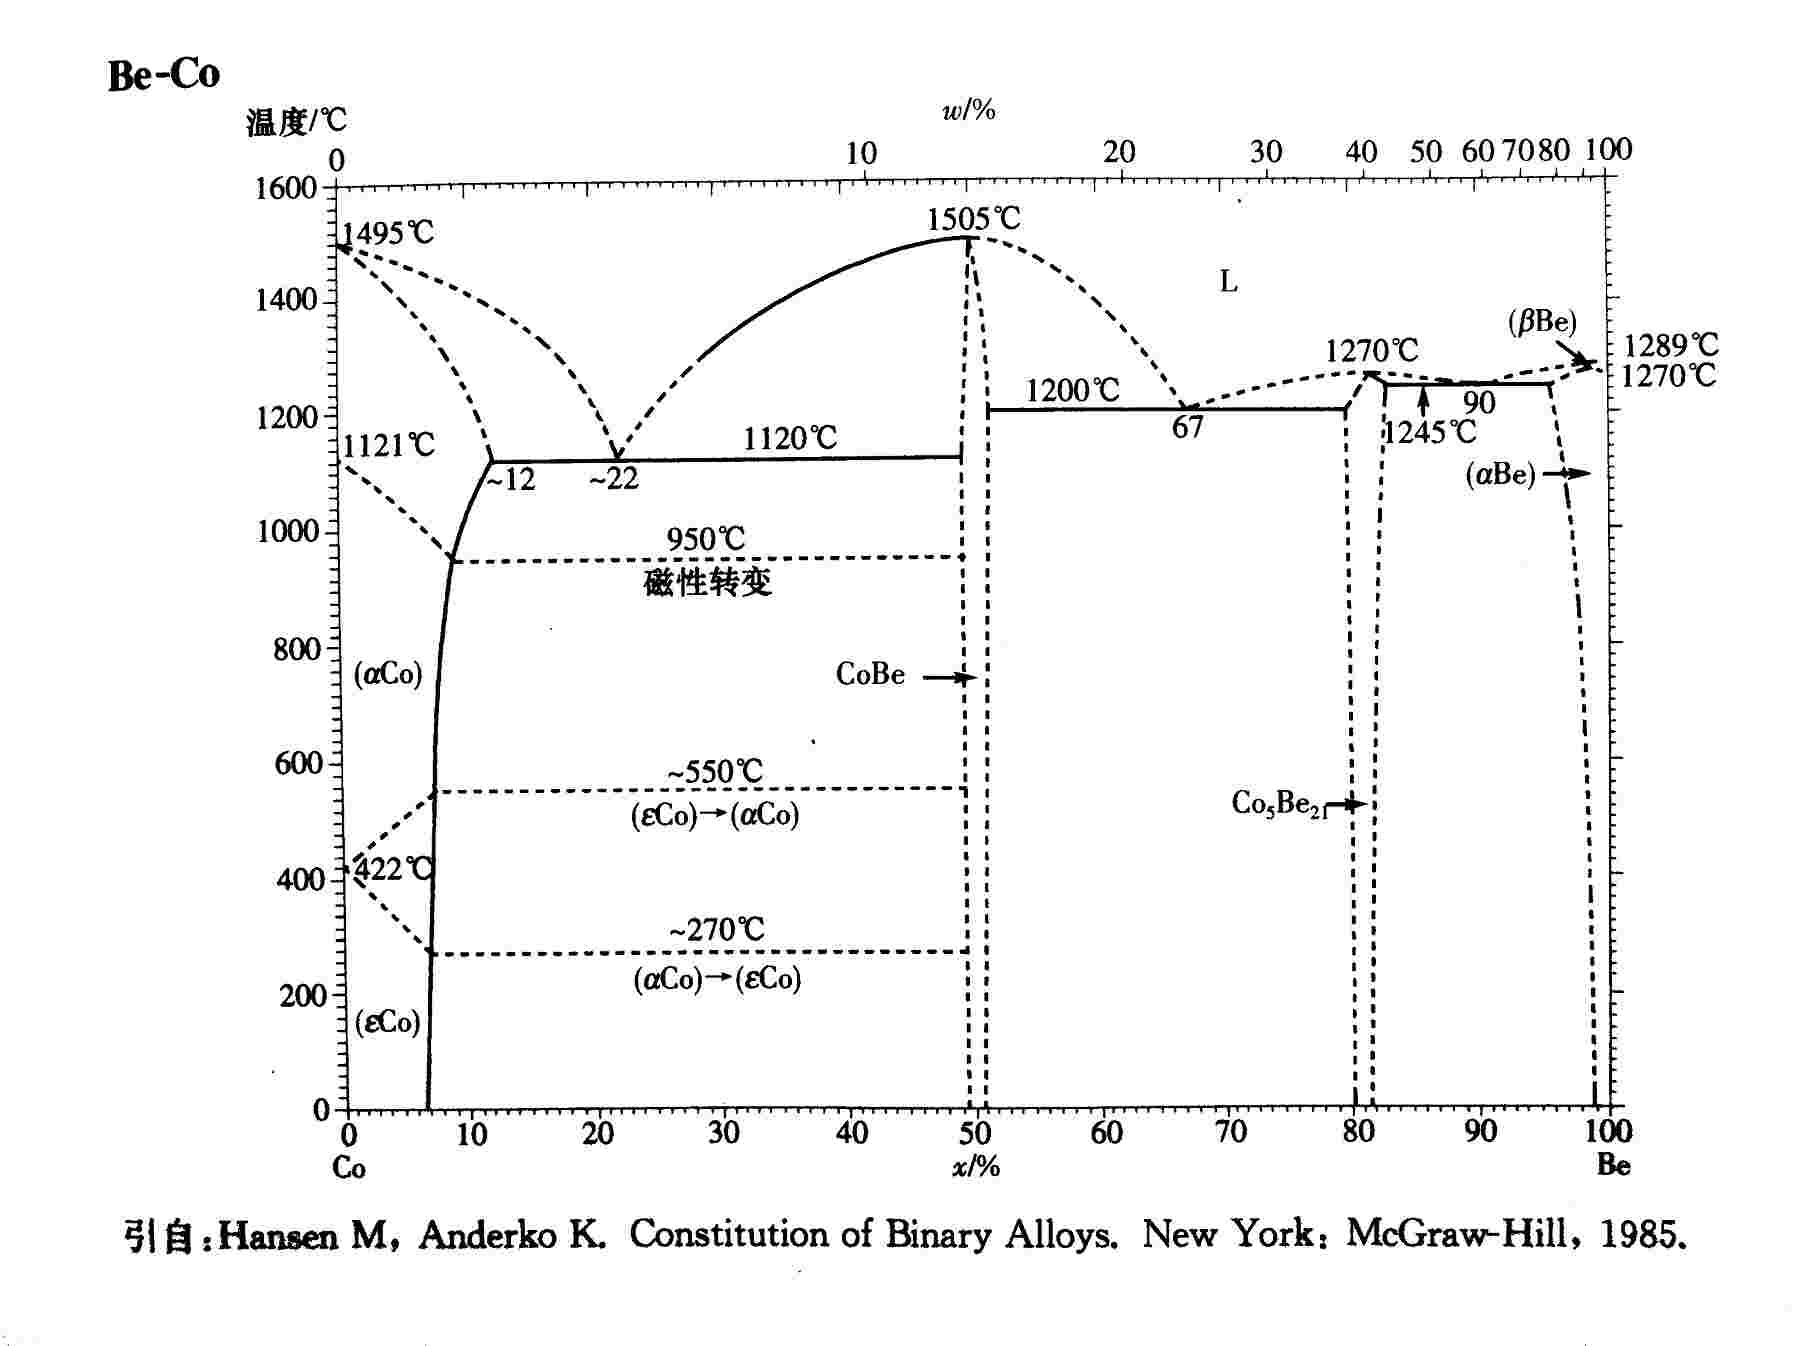 Be-Co
温度/℃
w/%
0 10 20 30 40 50 60 70 80 100
1600
1400
1200
1000
800
600
400
200
0
1495℃
1505℃
L
(βBe)
1289℃
1270℃
1270℃
1200℃
67
90
1245℃
1121℃
1120℃
~12
~22
(αBe)
950℃
磁性转变
(αCo)
CoBe
~550℃
(εCo)→(αCo)
Co₅Be₂₁
422℃
~270℃
(αCo)→(εCo)
(εCo)
0 10 20 30 40 50 60 70 80 90 100
Co
x/%
Be
引自:Hansen M, Anderko K. Constitution of Binary Alloys. New York: McGraw-Hill, 1985.